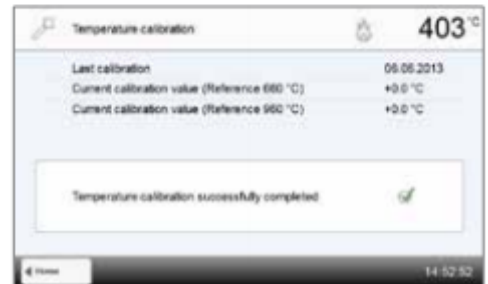 Temperature calibration 403 °C
Last calibration 06.06.2013
Current calibration value (Reference 660 °C) +0.0 °C
Current calibration value (Reference 960 °C) +0.0 °C
Temperature calibration successfully completed
Home 14:52:52